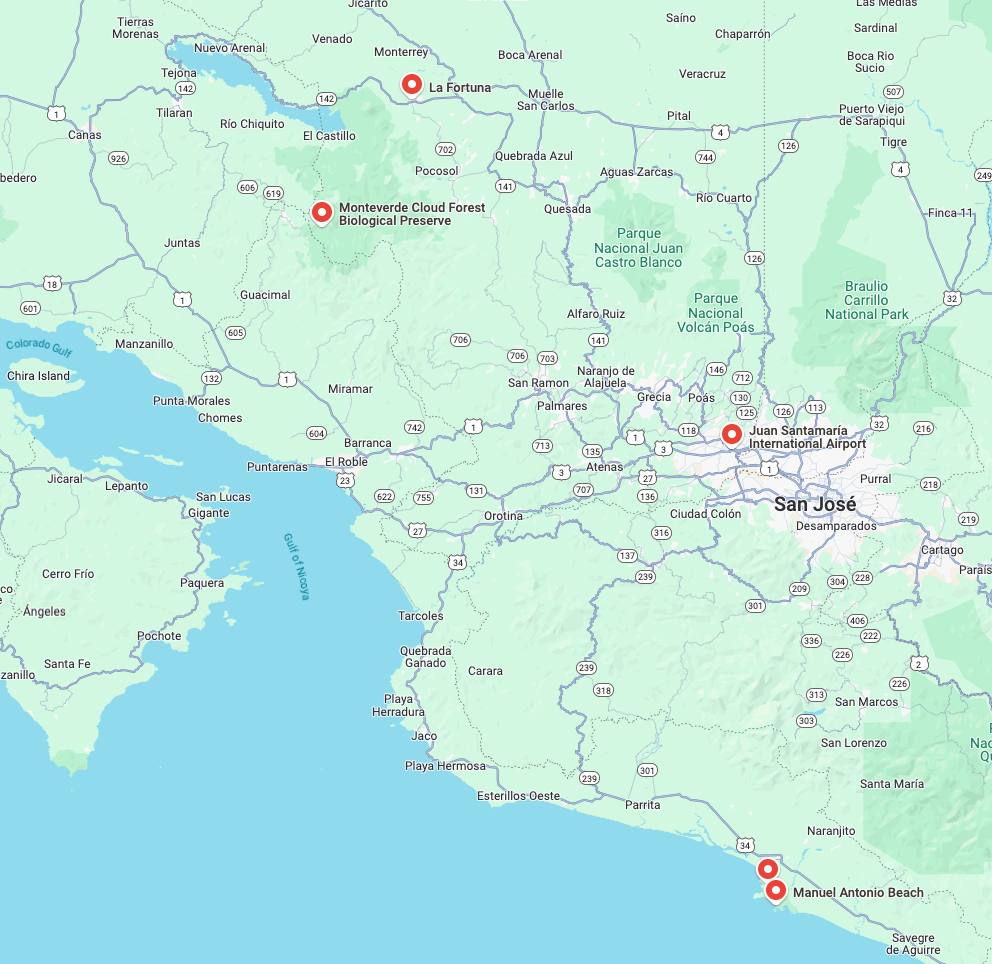 Jicarito
Las Medias
Tierras
Morenas
Saíno
Chaparrón
Sardinal
Venado
Nuevo Arenal
Monterrey
Boca Arenal
Boca Rio
Sucio
Tejona
Veracruz
142
La Fortuna
507
Tilaran
142
Muelle
San Carlos
1
Río Chiquito
Pital
Puerto Viejo
de Sarapiqui
Canas
El Castillo
4
126
Tigre
926
702
Quebrada Azul
744
Pocosol
Aguas Zarcas
4
249
bedero
606
619
141
Río Cuarto
Monteverde Cloud Forest
Biological Preserve
Quesada
Finca 11
Juntas
Parque
Nacional Juan
Castro Blanco
126
18
1
Guacimal
Braulio
Carrillo
National Park
32
601
Parque
Nacional
Volcán Poás
Alfaro Ruiz
Colorado Gulf
605
Manzanillo
706
141
706
703
Chira Island
132
1
San Ramon
Naranjo de
Alajuela
146
712
Miramar
Grecia
Poás
130
Punta Morales
Palmares
125
126
113
Chomes
604
742
1
118
32
216
Barranca
713
1
3
Juan Santamaría
International Airport
135
El Roble
Puntarenas
Atenas
1
23
3
27
Purral
Jicaral
Lepanto
622
755
131
707
136
218
San Lucas
San José
Gigante
Orotina
Ciudad Colón
219
27
316
Desamparados
Gulf of Nicoya
34
137
Cartago
Cerro Frío
239
Parais
co
Paquera
209
304
228
e
Ángeles
Tarcoles
301
406
Pochote
336
222
Quebrada
Ganado
226
Santa Fe
Carara
239
2
zanillo
318
226
Playa
Herradura
313
San Marcos
303
Jaco
San Lorenzo
P
Nac
Qu
Playa Hermosa
301
239
Santa María
Esterillos Oeste
Parrita
Naranjito
34
Manuel Antonio Beach
Savegre
de Aguirre